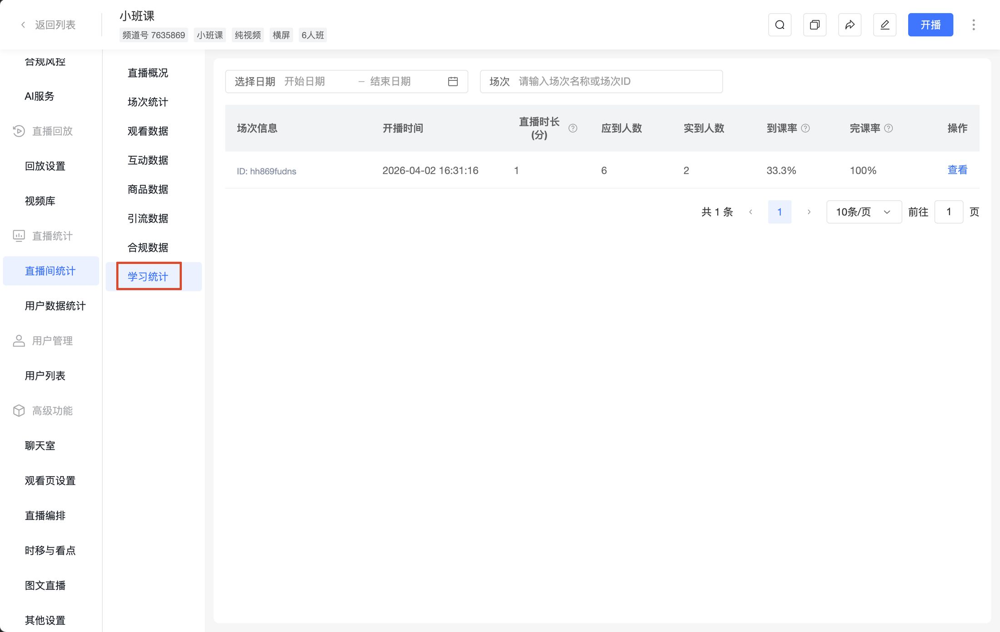 返回列表
小班课
频道号 7635869 小班课 纯视频 横屏 6人班
开播
合规风控
AI服务
直播回放
回放设置
视频库
直播统计
直播间统计
用户数据统计
用户管理
用户列表
高级功能
聊天室
观看页设置
直播编排
时移与看点
图文直播
其他设置
直播概况
场次统计
观看数据
互动数据
商品数据
引流数据
合规数据
学习统计
选择日期 开始日期 – 结束日期
场次 请输入场次名称或场次ID
场次信息 开播时间 直播时长(分) 应到人数 实到人数 到课率 完课率 操作
ID: hh869fudns 2026-04-02 16:31:16 1 6 2 33.3% 100% 查看
共 1 条 1 10条/页 前往 1 页